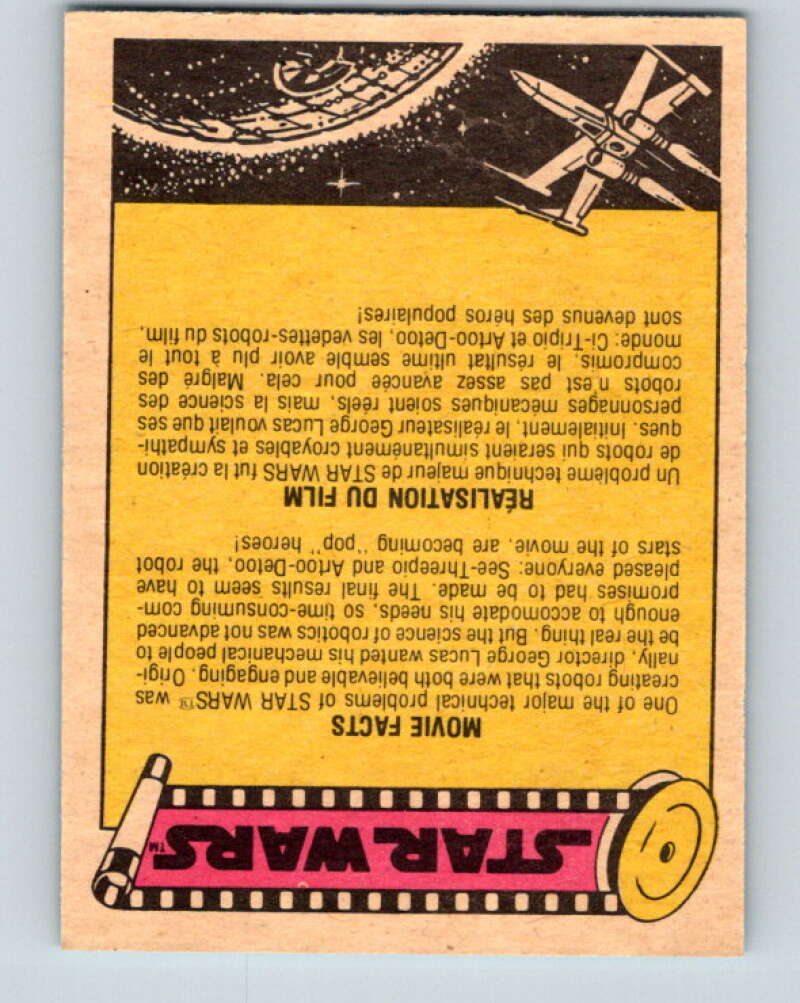 STAR WARS™
MOVIE FACTS
One of the major technical problems of STAR WARS™ was
creating robots that were both believable and engaging. Origi-
nally, director George Lucas wanted his mechanical people to
be the real thing. But the science of robotics was not advanced
enough to accomodate his needs, so time-consuming com-
promises had to be made. The final results seem to have
pleased everyone: See-Threepio and Artoo-Detoo, the robot
stars of the movie, are becoming "pop" heroes!
RÉALISATION DU FILM
Un problème technique majeur de STAR WARS fut la création
de robots qui seraient simultanément croyables et sympathi-
ques. Initialement, le réalisateur George Lucas voulait que ses
personnages mécaniques soient réels, mais la science des
robots n'est pas assez avancée pour cela. Malgré des
compromis, le résultat ultime semble avoir plu à tout le
monde: Ci-Tripio et Artoo-Detoo, les vedettes-robots du film,
sont devenus des héros populaires!